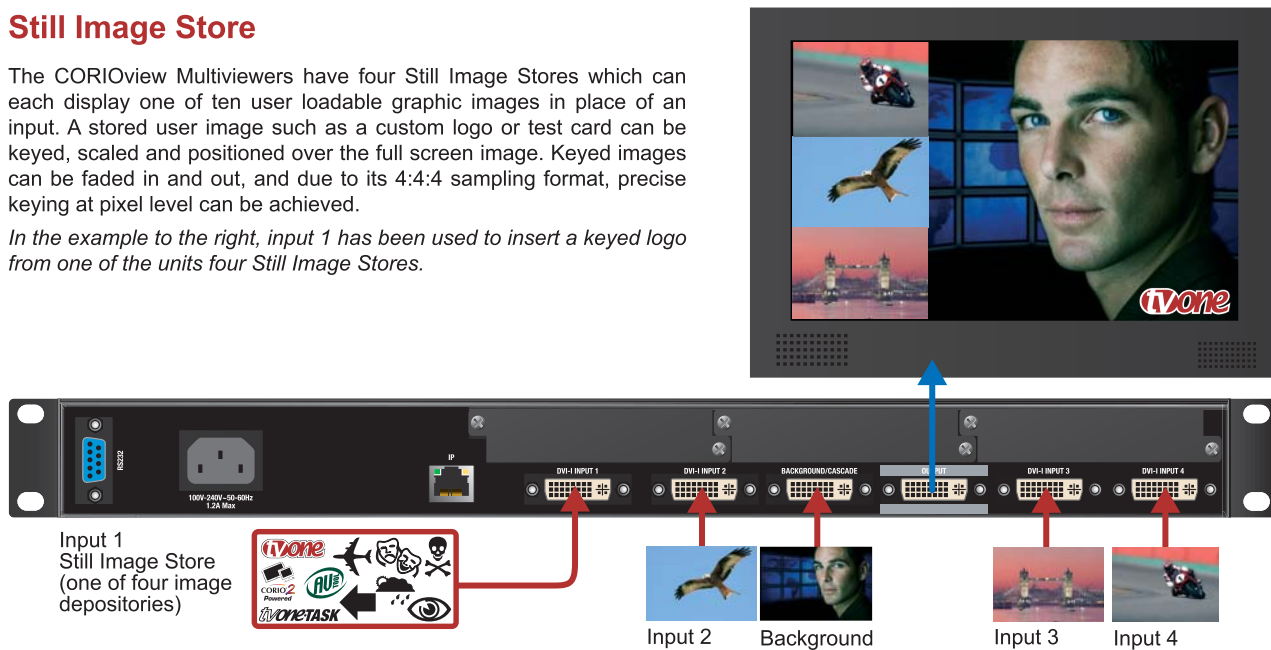 Still Image Store
The CORIOview Multiviewers have four Still Image Stores which can
each display one of ten user loadable graphic images in place of an
input. A stored user image such as a custom logo or test card can be
keyed, scaled and positioned over the full screen image. Keyed images
can be faded in and out, and due to its 4:4:4 sampling format, precise
keying at pixel level can be achieved.
In the example to the right, input 1 has been used to insert a keyed logo
from one of the units four Still Image Stores.
tvone
RS232
100V-240V~50-60Hz
1.2A Max
IP
DVI-I INPUT 1
DVI-I INPUT 2
BACKGROUND/CASCADE
OUTPUT
DVI-I INPUT 3
DVI-I INPUT 4
Input 1
Still Image Store
(one of four image
depositories)
tvone
CORIO2
Powered
AV
tvoneTASK
Input 2
Background
Input 3
Input 4